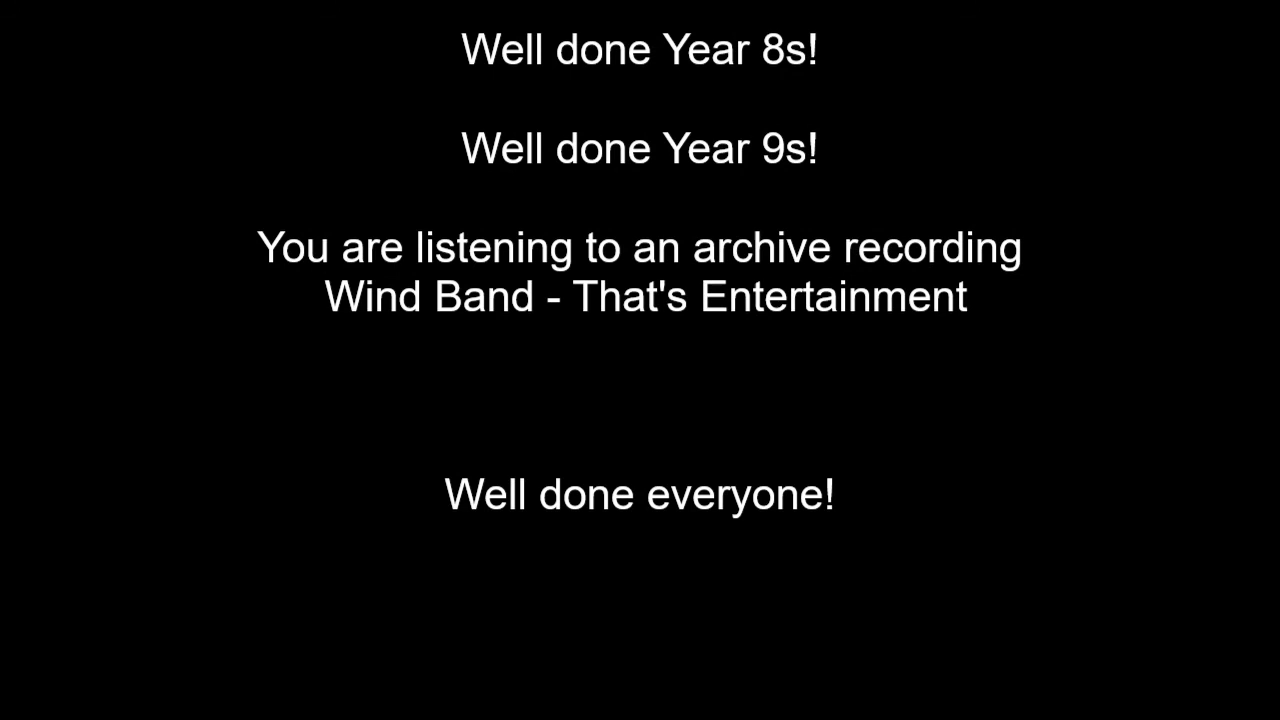 Well done Year 8s!
Well done Year 9s!
You are listening to an archive recording
Wind Band - That's Entertainment
Well done everyone!